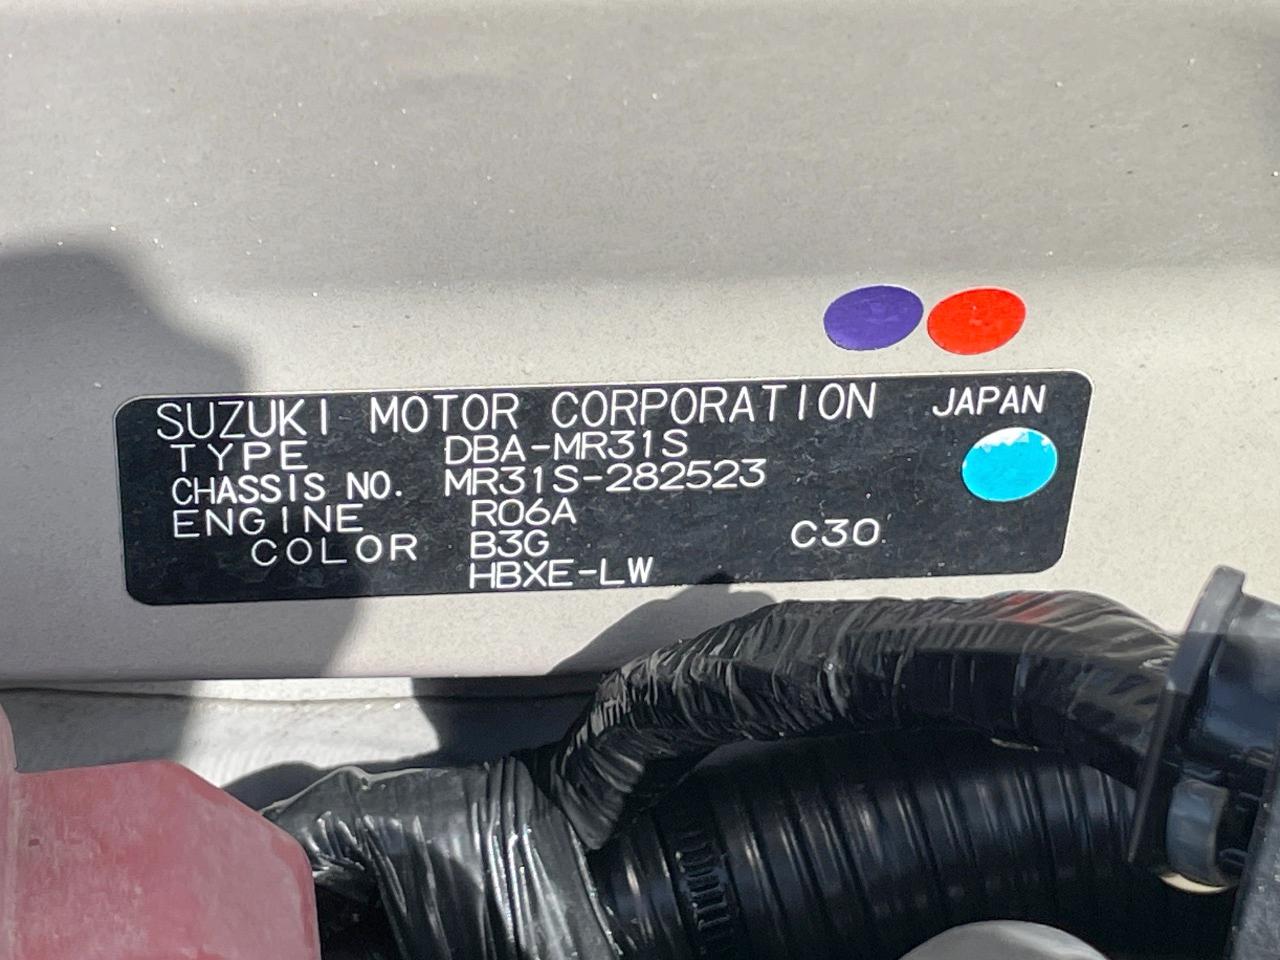 SUZUKI MOTOR CORPORATION JAPAN
TYPE DBA-MR31S
CHASSIS NO. MR31S-282523
ENGINE R06A
COLOR B3G C30
HBXE-LW